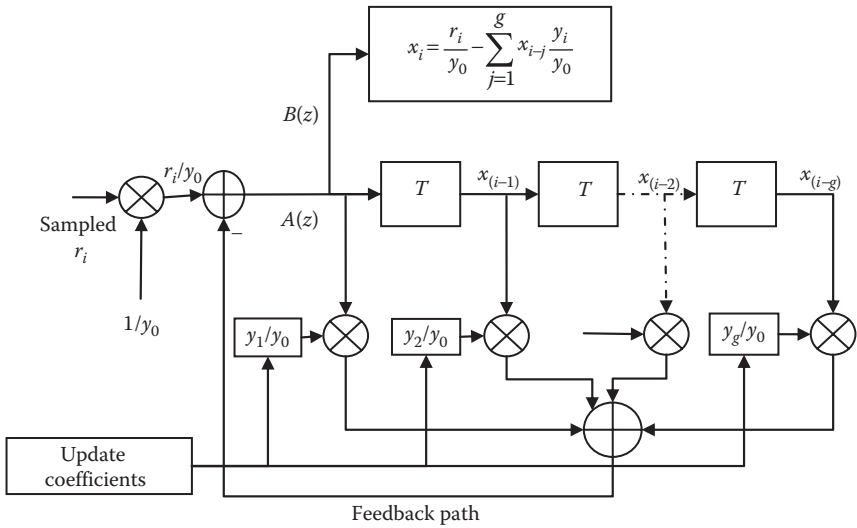 x_i = r_i/y_0 − ∑_{j=1}^{g} x_{i−j} y_i/y_0
B(z)
r_i/y_0
T
x_(i−1)
T
x_(i−2)
T
x_(i−g)
−
A(z)
Sampled
r_i
1/y_0
y_1/y_0
y_2/y_0
y_g/y_0
Update
coefficients
Feedback path